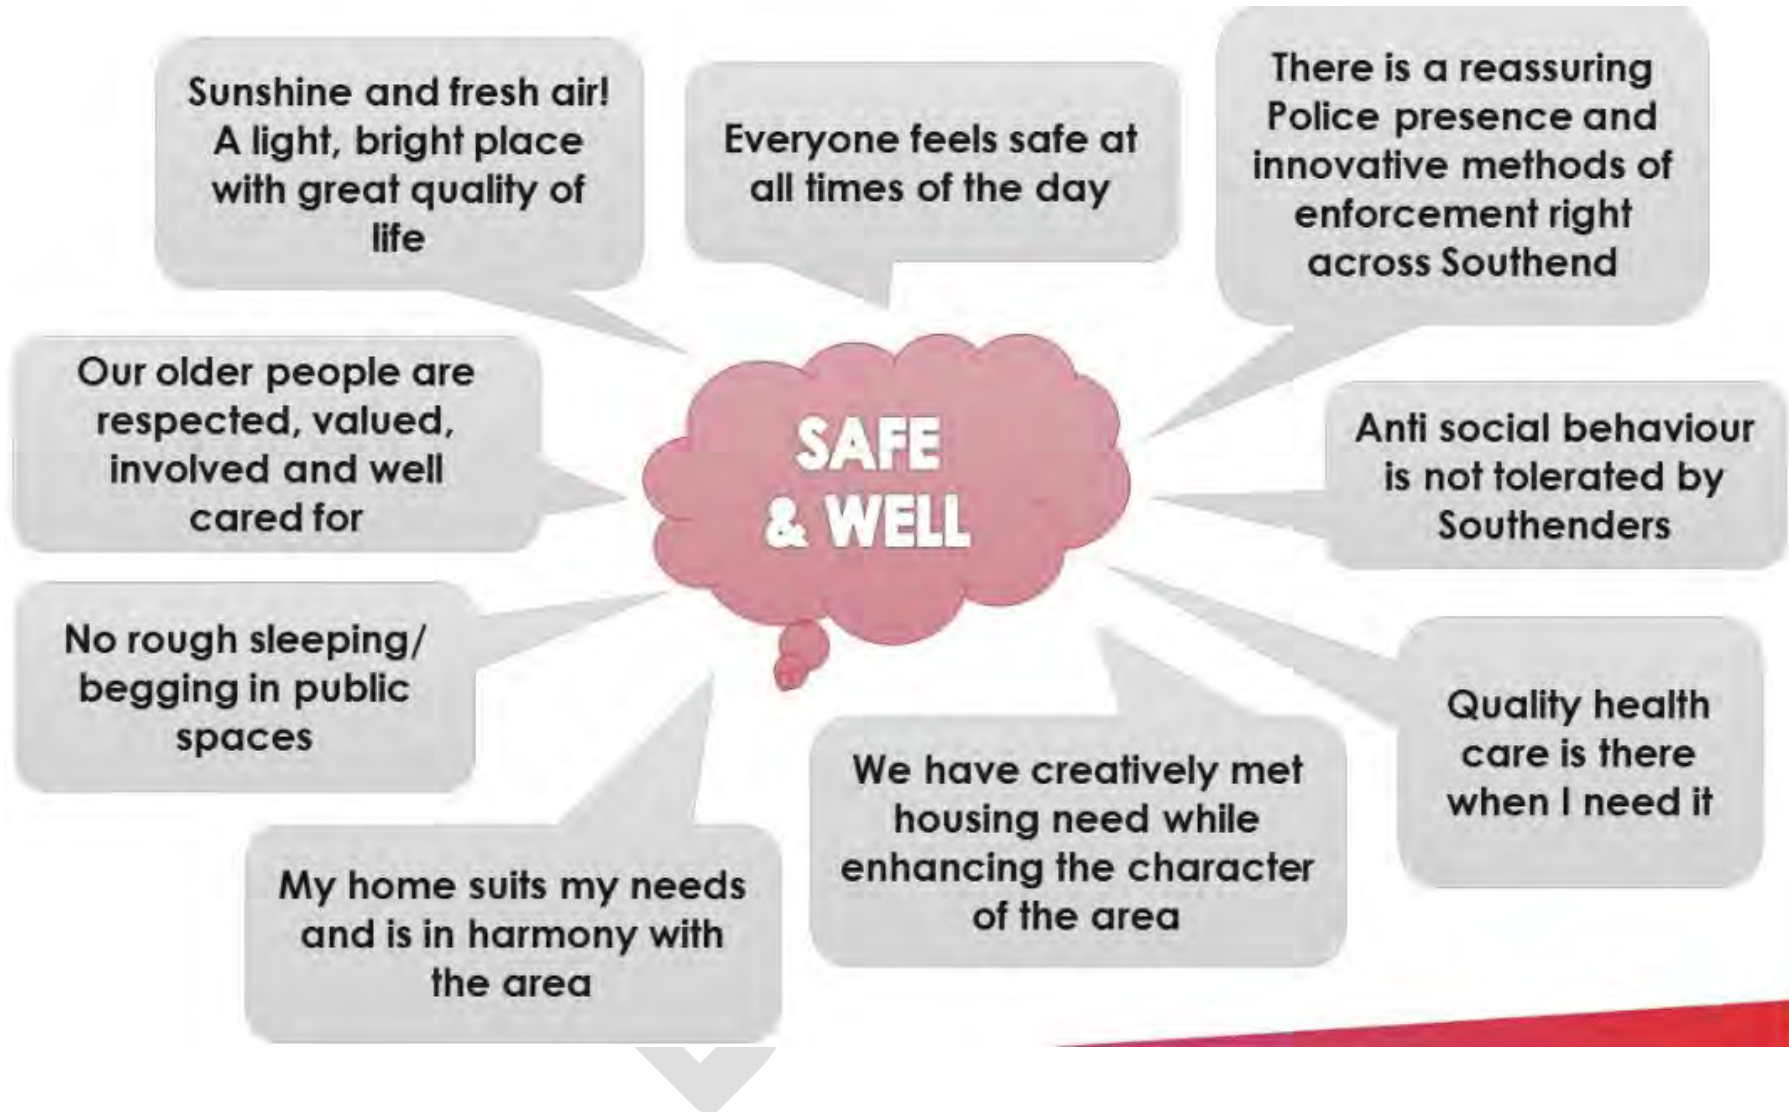 Sunshine and fresh air!
A light, bright place
with great quality of
life
Everyone feels safe at
all times of the day
There is a reassuring
Police presence and
innovative methods of
enforcement right
across Southend
Our older people are
respected, valued,
involved and well
cared for
SAFE
& WELL
Anti social behaviour
is not tolerated by
Southenders
No rough sleeping/
begging in public
spaces
Quality health
care is there
when I need it
We have creatively met
housing need while
enhancing the character
of the area
My home suits my needs
and is in harmony with
the area